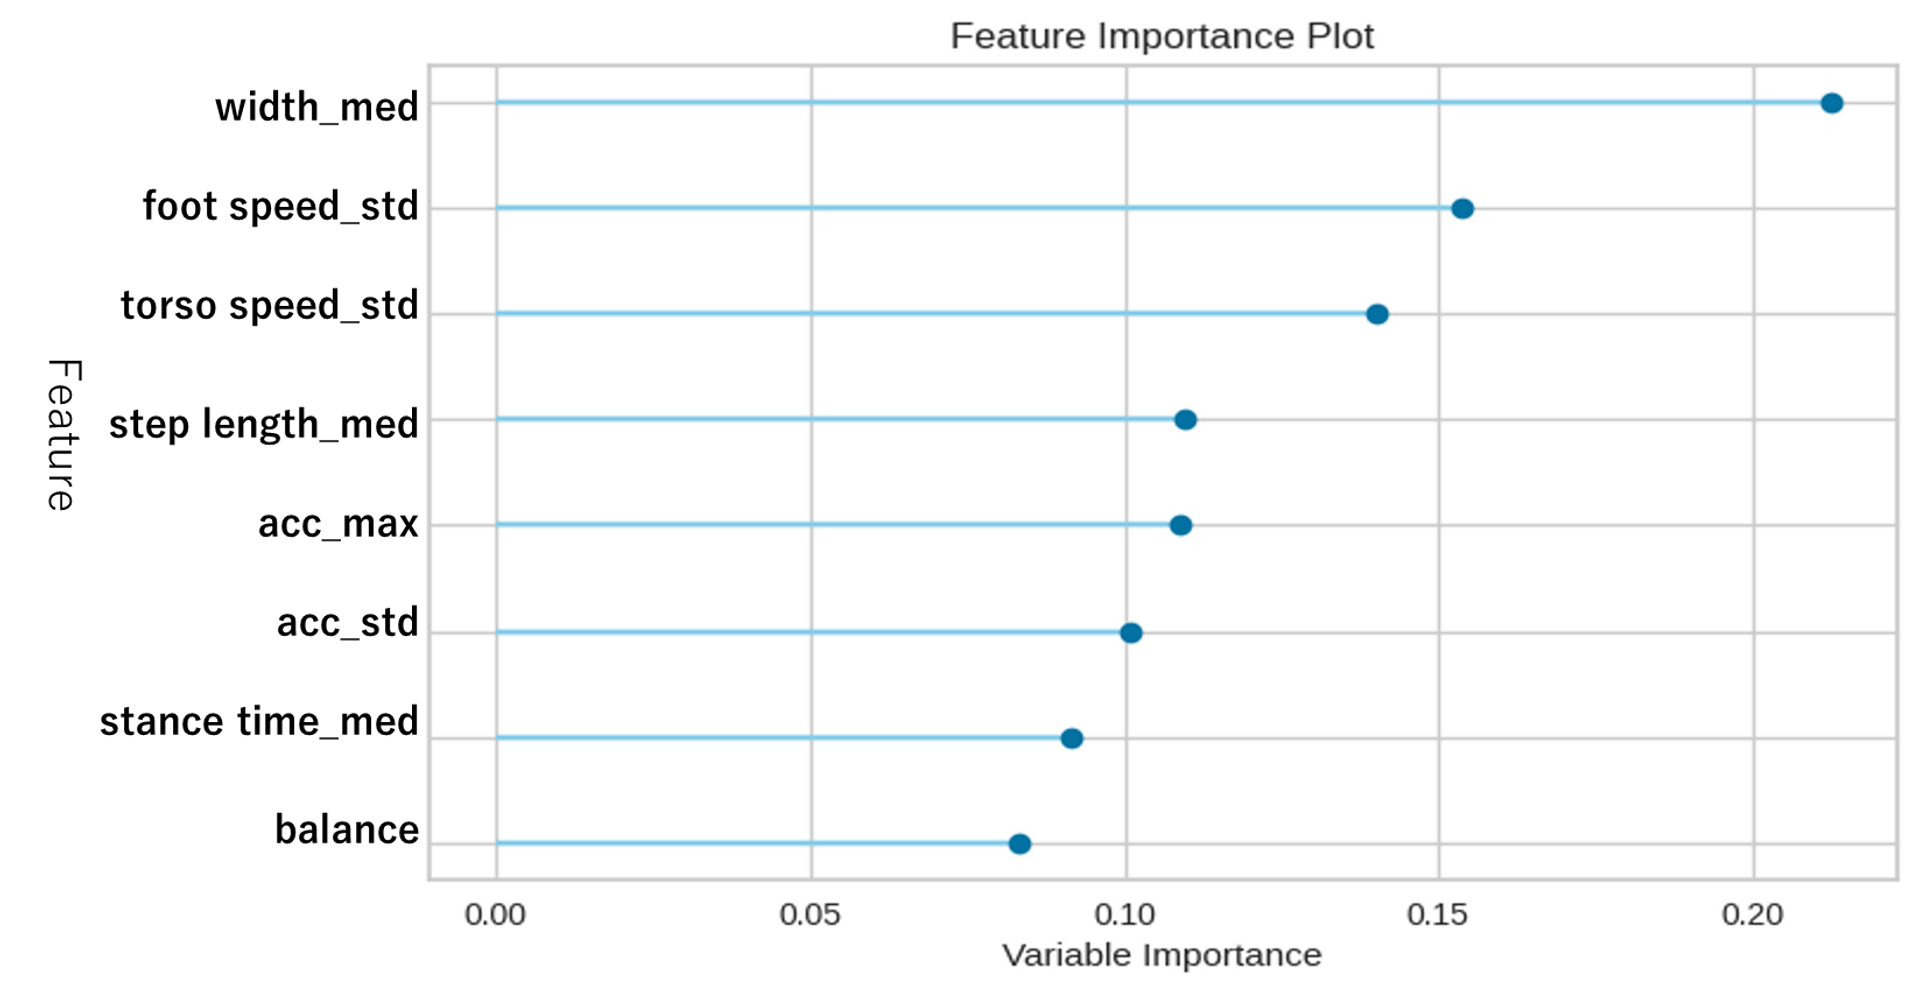 Feature Importance Plot
width_med
foot speed_std
torso speed_std
step length_med
acc_max
acc_std
stance time_med
balance
Feature
0.00 0.05 0.10 0.15 0.20
Variable Importance